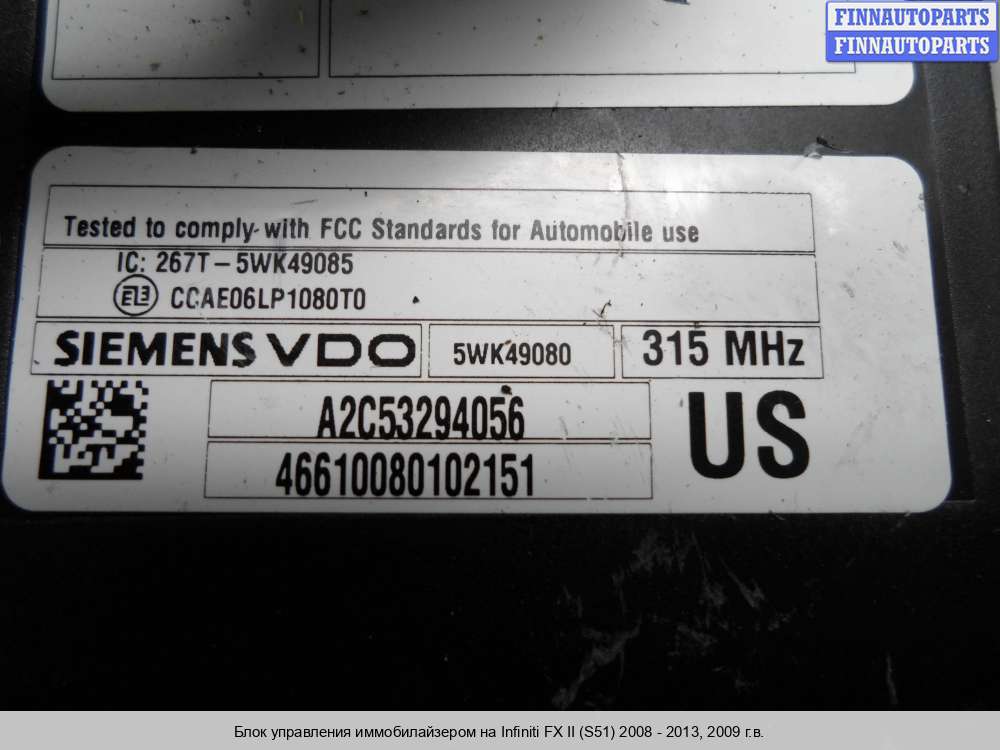 FINNAUTOPARTS
FINNAUTOPARTS
Tested to comply with FCC Standards for Automobile use
IC: 267T-5WK49085
CCAE06LP1080T0
SIEMENS VDO
5WK49080
315 MHz
A2C53294056
US
46610080102151
Блок управления иммобилайзером на Infiniti FX II (S51) 2008 - 2013, 2009 г.в.